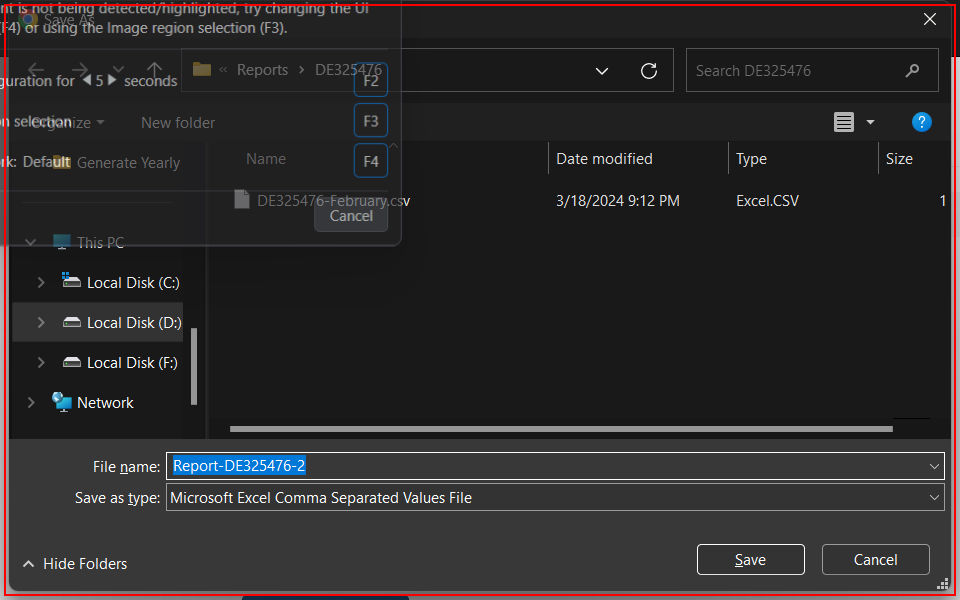 nt is not being detected/highlighted, try changing the UI
Save As
(F4) or using the Image region selection (F3).
« Reports > DE325476
Search DE325476
guration for 5 seconds
F2
on selection
F3
Organize
New folder
?
rk: Default
F4
Generate Yearly
Name
Date modified
Type
Size
DE325476-February.csv
3/18/2024 9:12 PM
Excel.CSV
1
Cancel
This PC
Local Disk (C:)
Local Disk (D:)
Local Disk (F:)
Network
File name:
Report-DE325476-2
Save as type:
Microsoft Excel Comma Separated Values File
Hide Folders
Save
Cancel